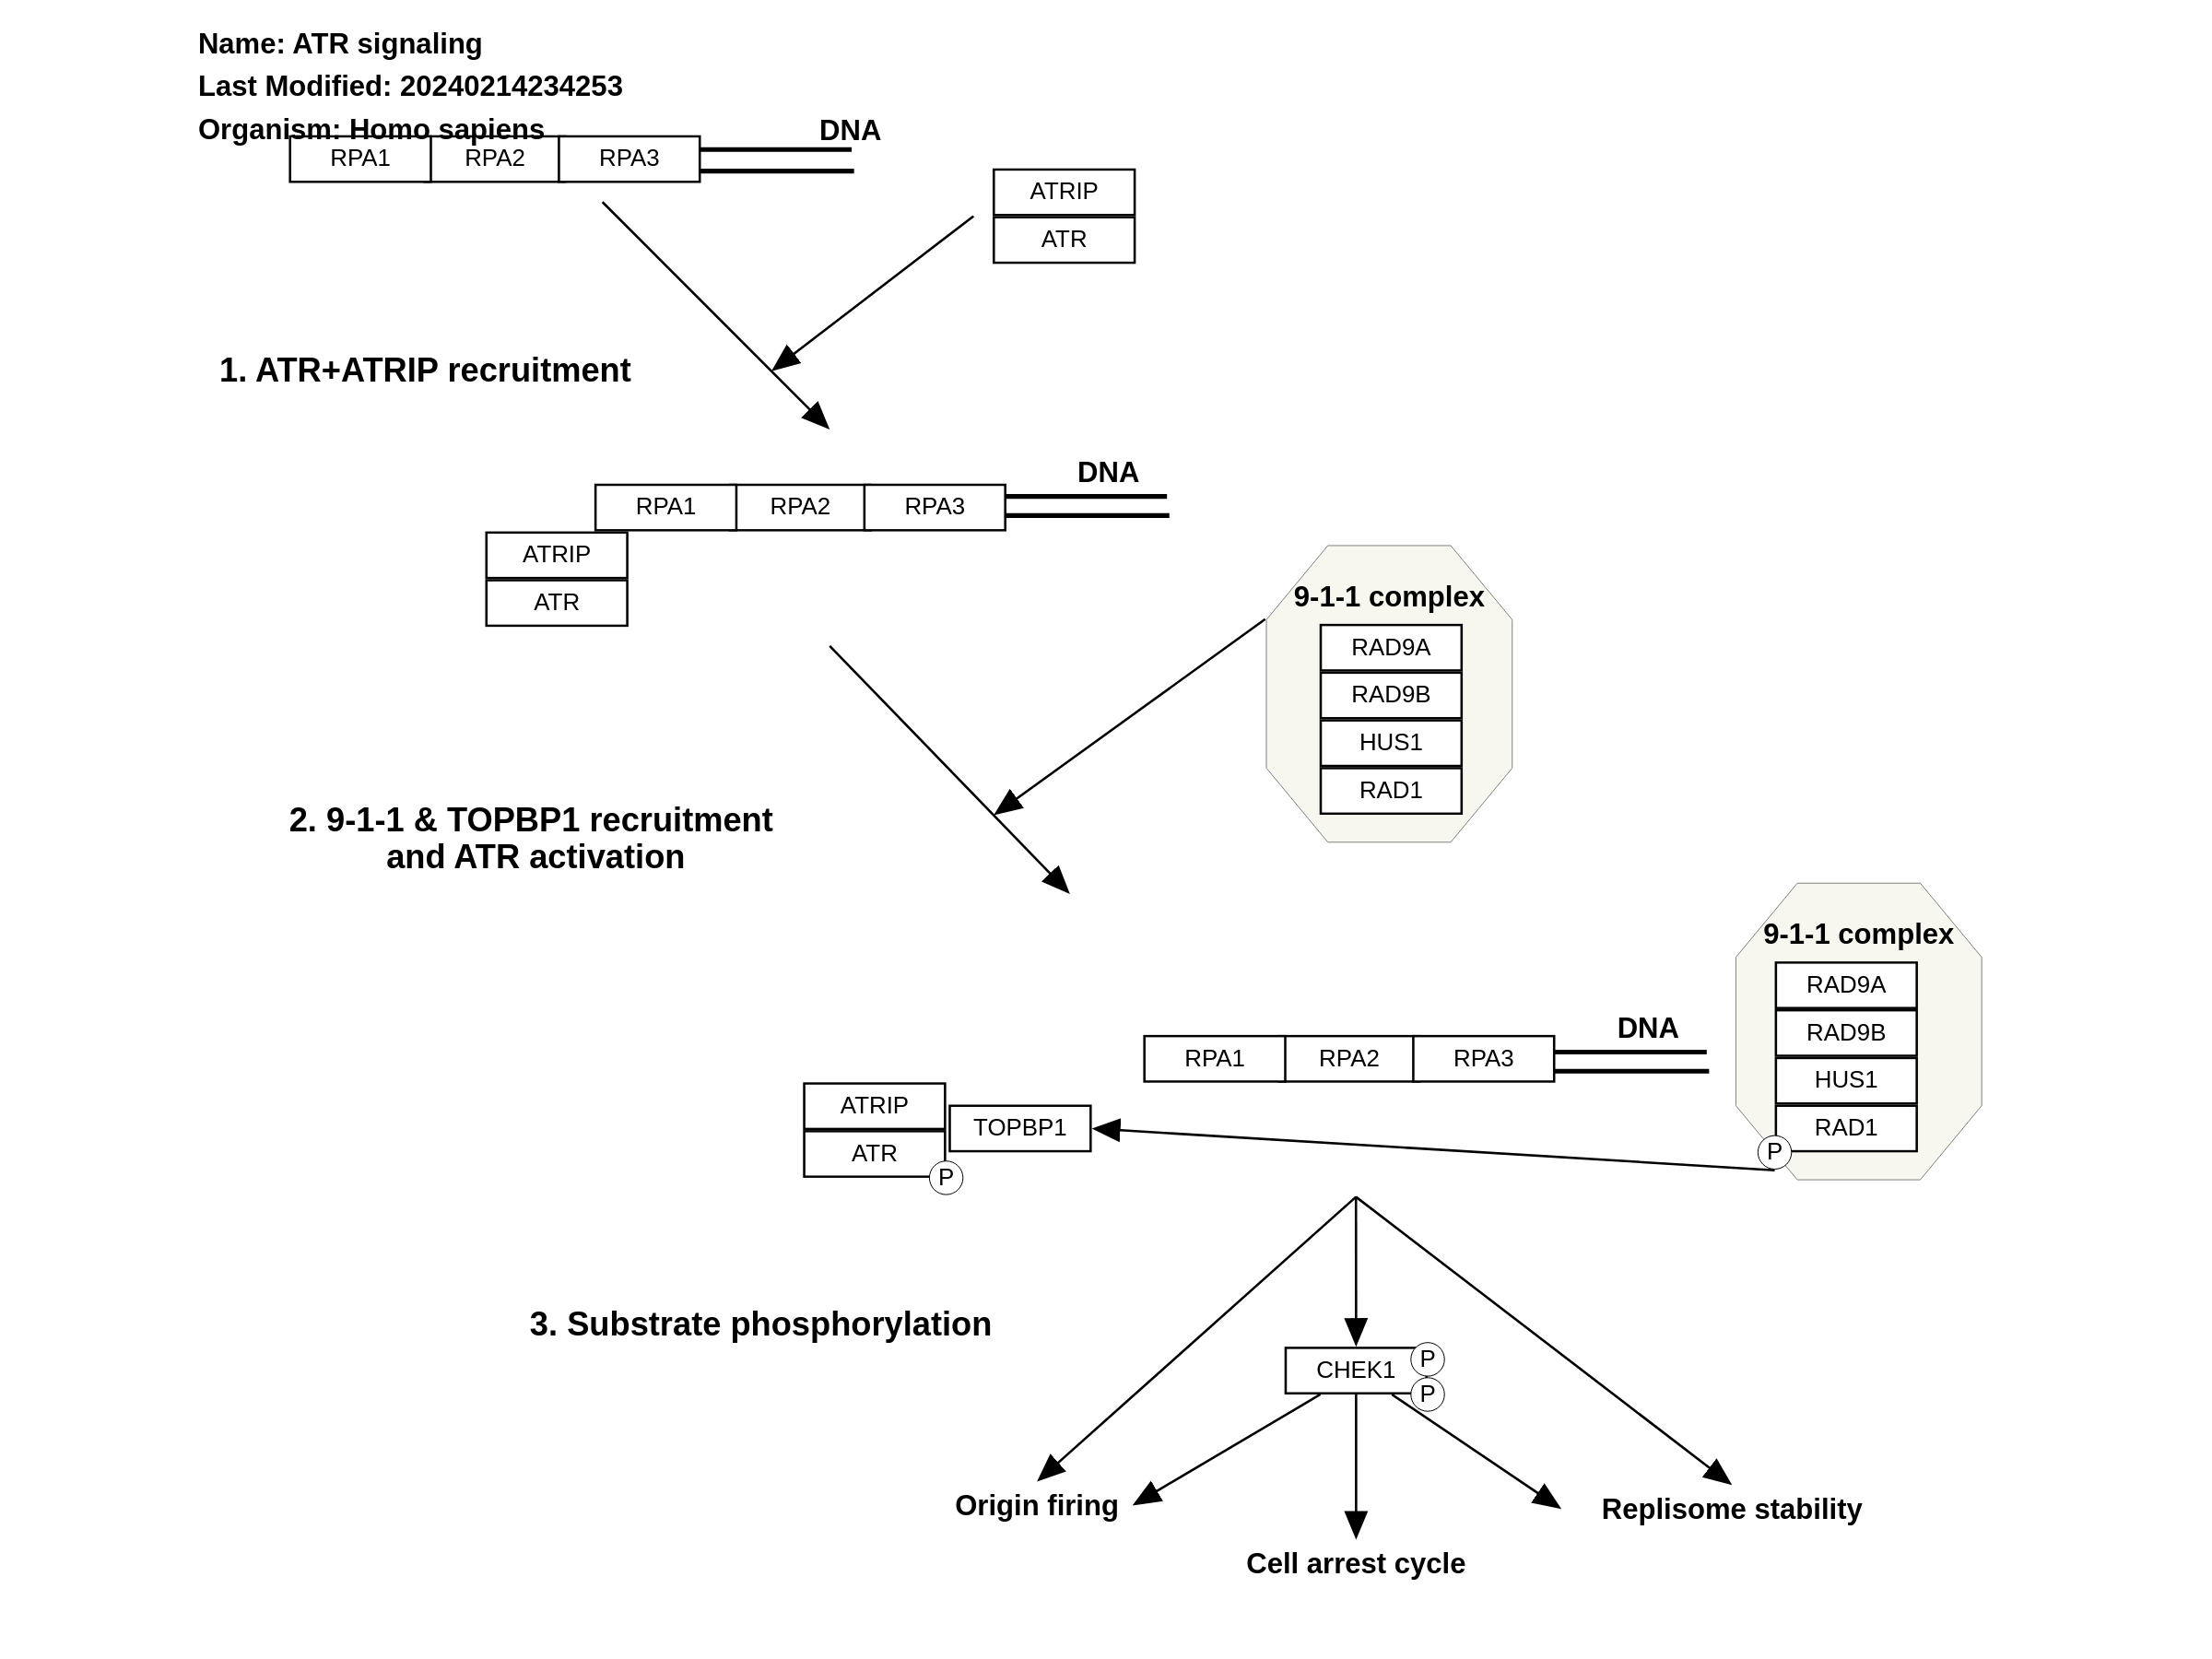 Name: ATR signaling
Last Modified: 20240214234253
Organism: Homo sapiens
DNA
RPA1 RPA2 RPA3
ATRIP
ATR
1. ATR+ATRIP recruitment
DNA
RPA1 RPA2 RPA3
ATRIP
ATR
9-1-1 complex
RAD9A
RAD9B
HUS1
RAD1
2. 9-1-1 & TOPBP1 recruitment
and ATR activation
9-1-1 complex
RAD9A
RAD9B
HUS1
RAD1
P
DNA
RPA1 RPA2 RPA3
ATRIP
ATR
P
TOPBP1
3. Substrate phosphorylation
CHEK1
P
P
Origin firing
Replisome stability
Cell arrest cycle